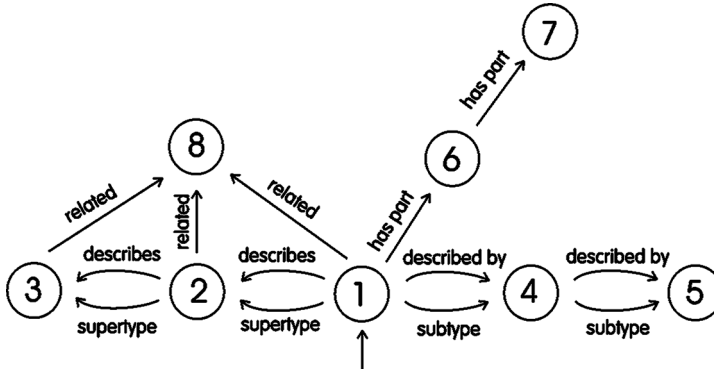 7
has part
8
6
related
related
related
has part
describes
describes
described by
described by
3
2
1
4
5
supertype
supertype
subtype
subtype